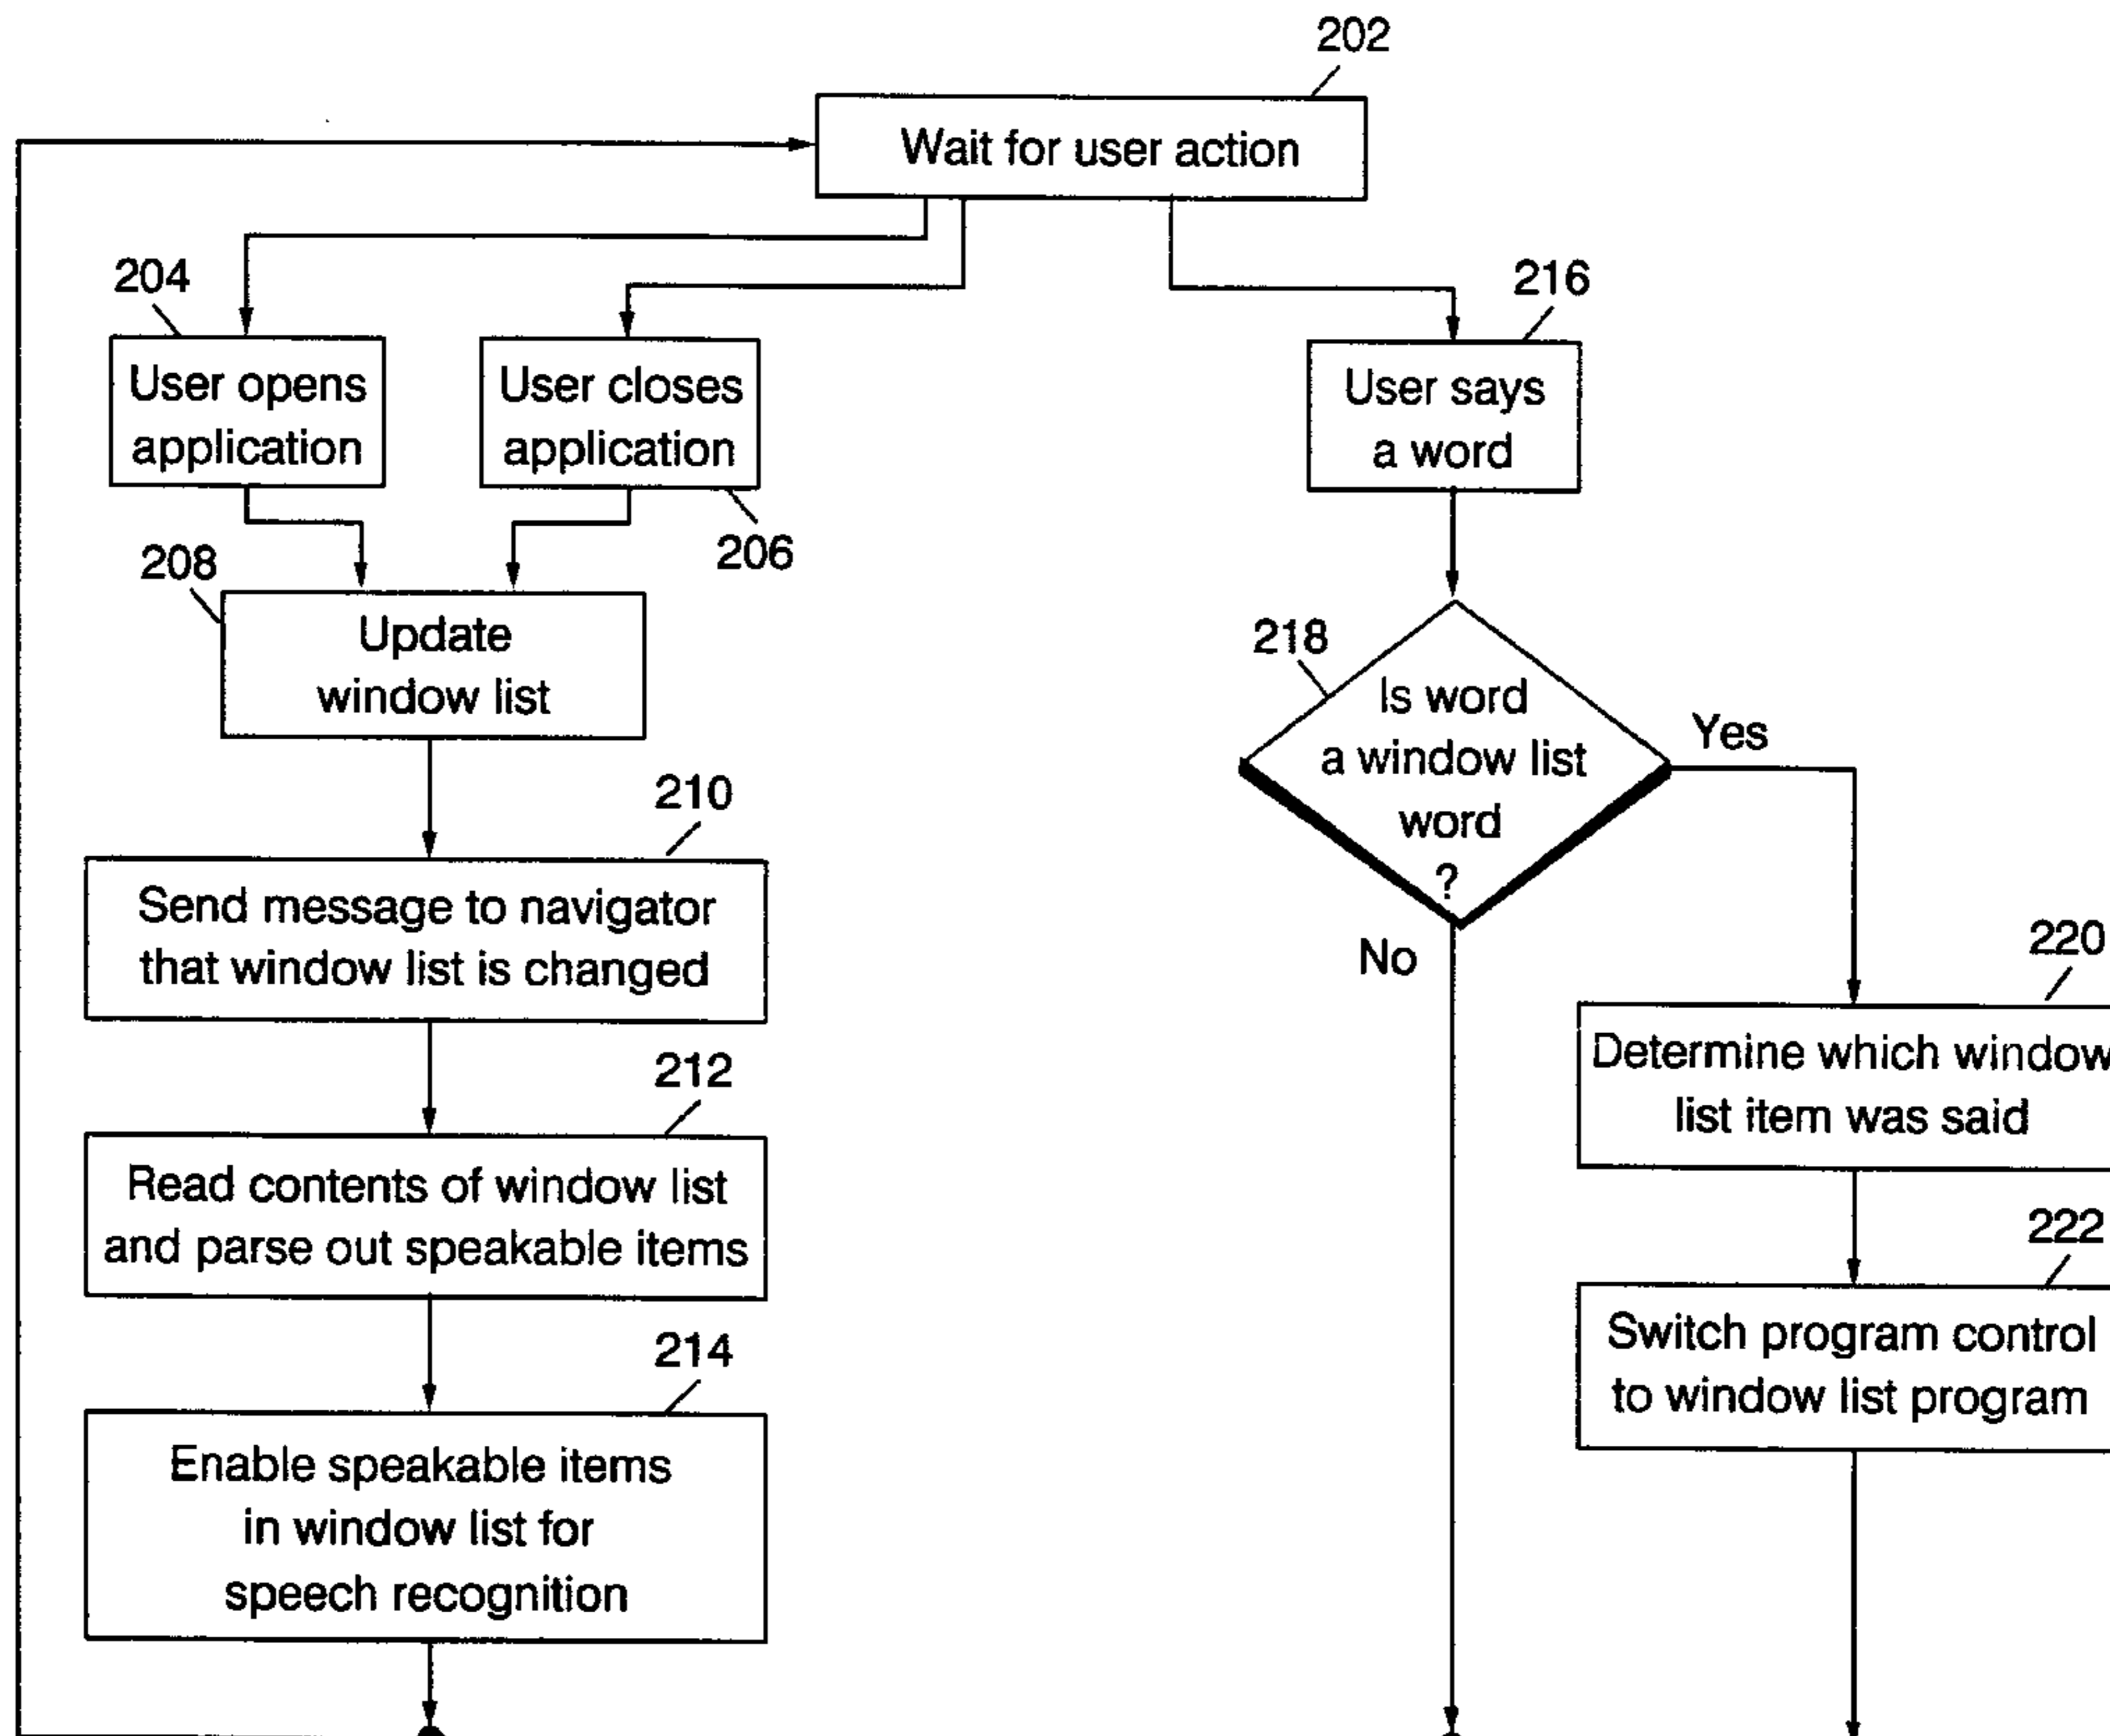 202
Wait for user action
204
User opens
application
User closes
application
206
216
User says
a word
208
Update
window list
218
Is word
a window list
word
?
Yes
No
210
Send message to navigator
that window list is changed
212
Read contents of window list
and parse out speakable items
214
Enable speakable items
in window list for
speech recognition
220
Determine which window
list item was said
222
Switch program control
to window list program